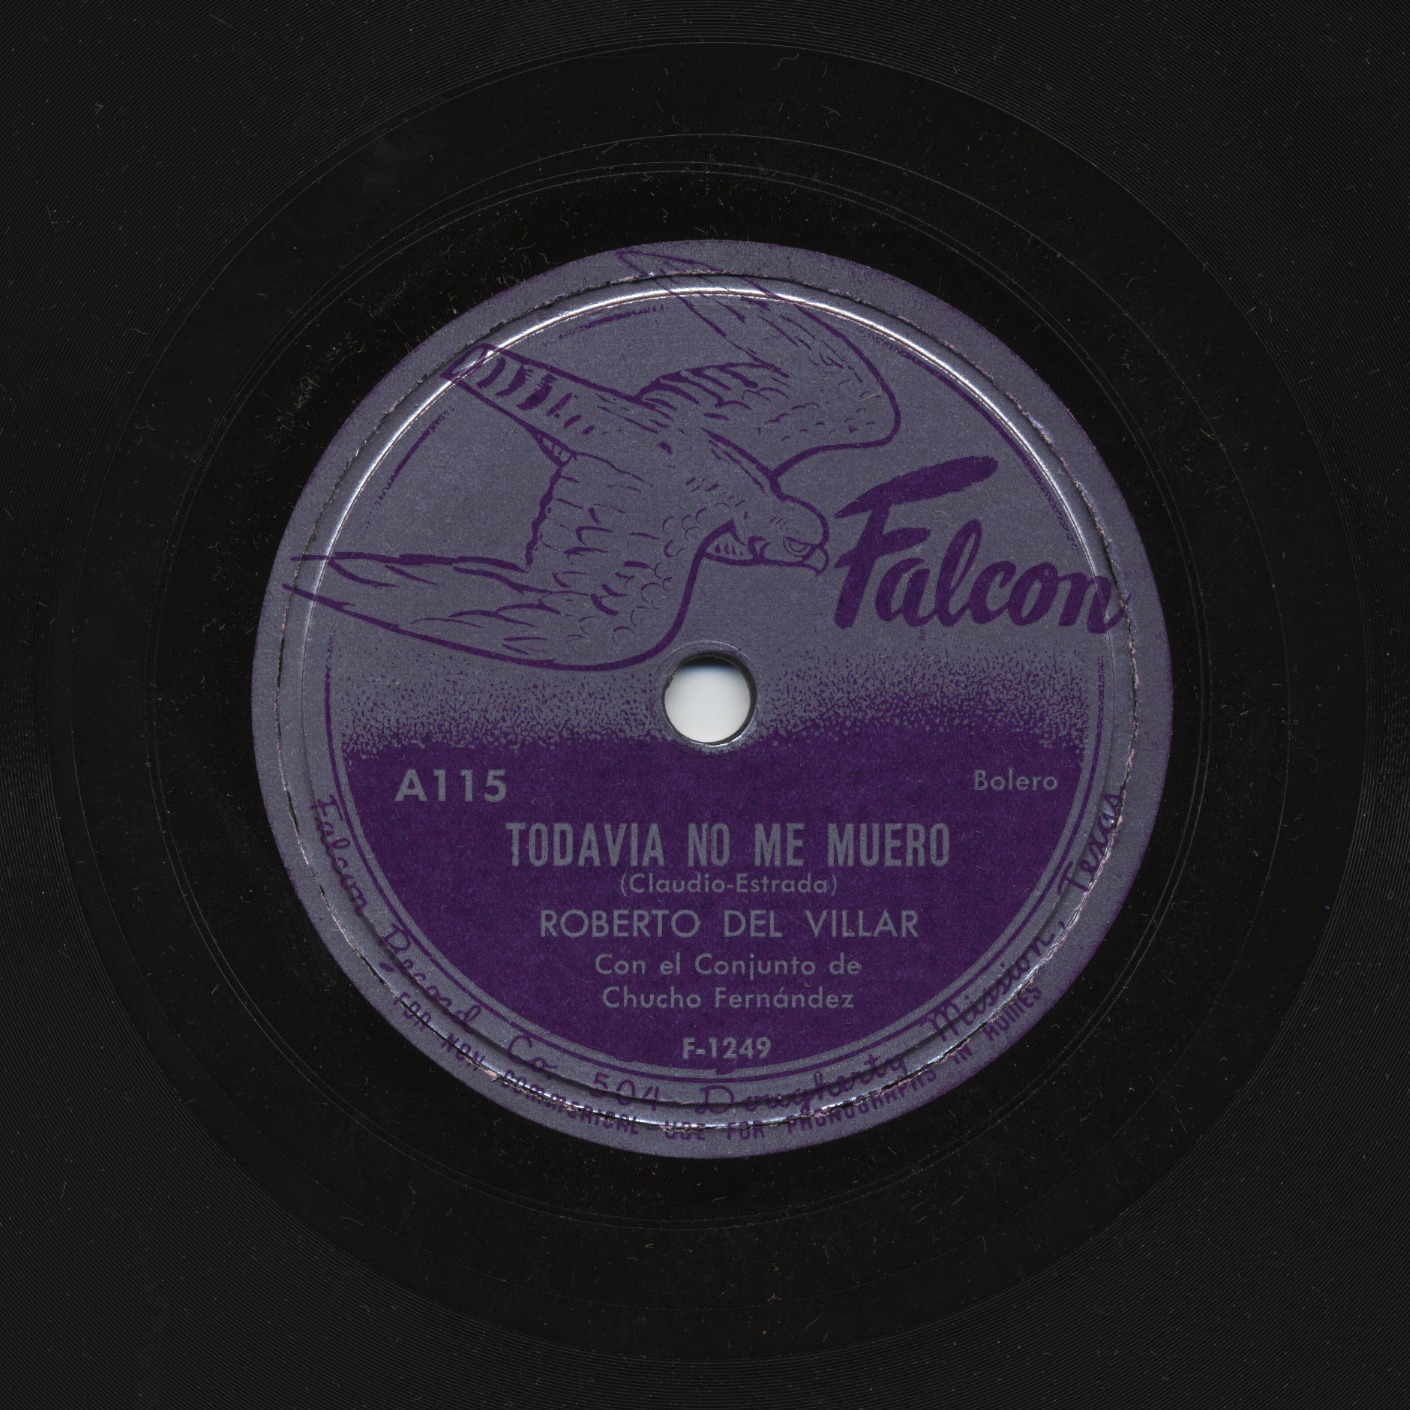 Falcon
A115
Bolero
TODAVIA NO ME MUERO
(Claudio-Estrada)
ROBERTO DEL VILLAR
Con el Conjunto de
Chucho Fernández
F-1249
Falcon Record Co. 504 Dougherty Mission, Texas
FOR NON COMMERICAL USE FOR PHONOGRAPHS IN HOMES